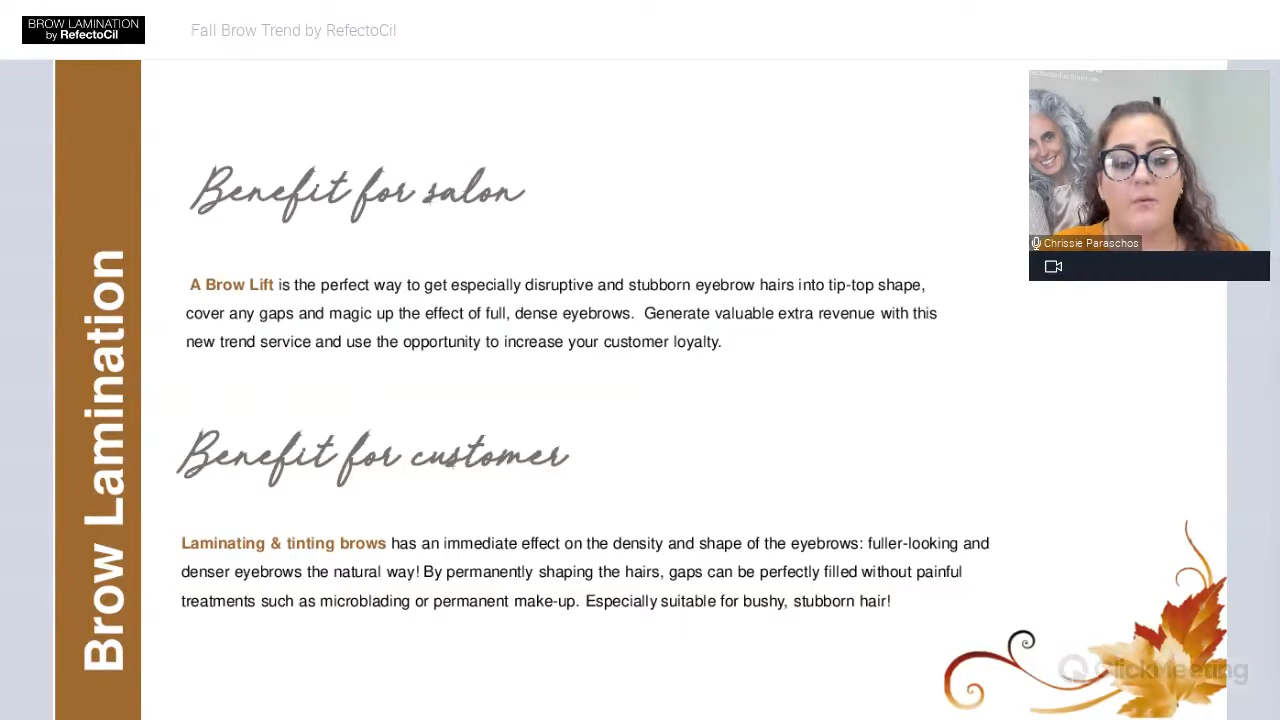 BROW LAMINATION
by RefectoCil
Fall Brow Trend by RefectoCil
Brow Lamination
Benefit for salon
A Brow Lift is the perfect way to get especially disruptive and stubborn eyebrow hairs into tip-top shape,
cover any gaps and magic up the effect of full, dense eyebrows.  Generate valuable extra revenue with this
new trend service and use the opportunity to increase your customer loyalty.
Benefit for customer
Laminating & tinting brows has an immediate effect on the density and shape of the eyebrows: fuller-looking and
denser eyebrows the natural way! By permanently shaping the hairs, gaps can be perfectly filled without painful
treatments such as microblading or permanent make-up.  Especially suitable for bushy, stubborn hair!
Chrissie Paraschos
ClickMeeting